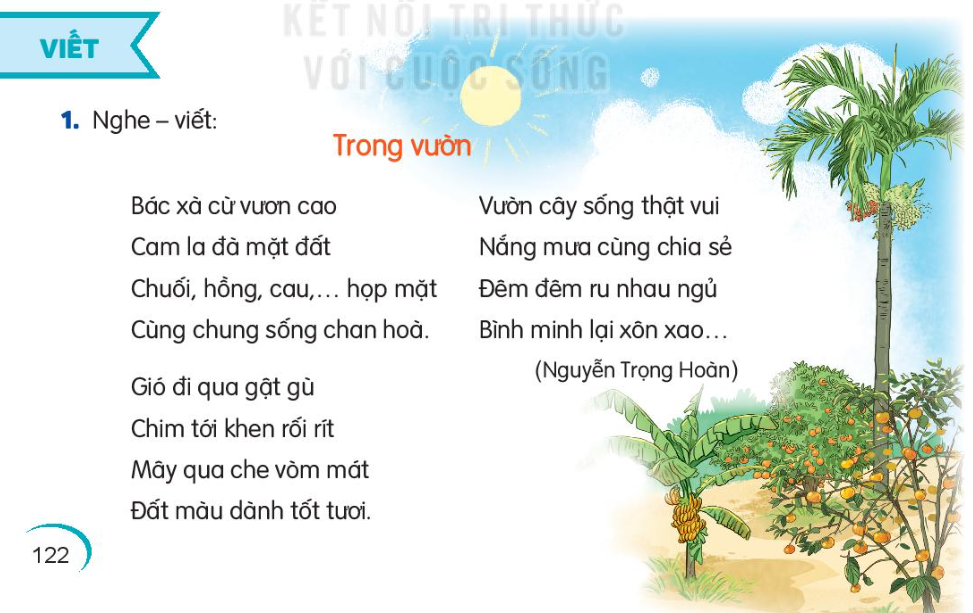 KẾT NỐI TRI THỨC
VỚI CUỘC SỐNG
VIẾT
1. Nghe – viết:
Trong vườn
Bác xà cừ vươn cao
Cam la đà mặt đất
Chuối, hồng, cau,... họp mặt
Cùng chung sống chan hoà.
Gió đi qua gật gù
Chim tới khen rối rít
Mây qua che vòm mát
Đất màu dành tốt tươi.
Vườn cây sống thật vui
Nắng mưa cùng chia sẻ
Đêm đêm ru nhau ngủ
Bình minh lại xôn xao...
(Nguyễn Trọng Hoàn)
122